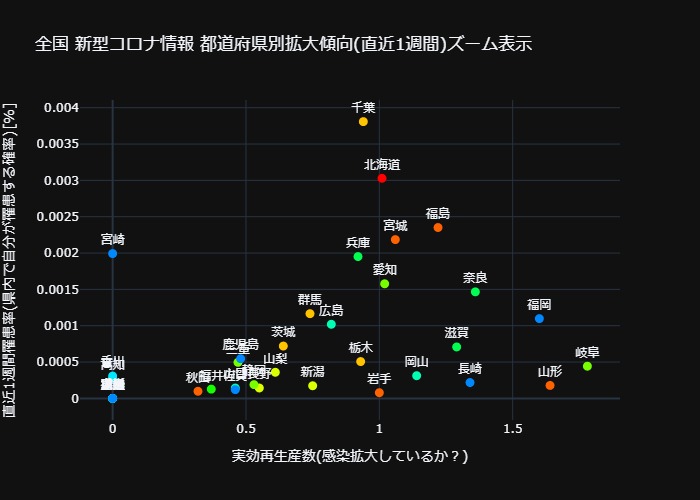 全国 新型コロナ情報 都道府県別拡大傾向(直近1週間)ズーム表示
直近1週間罹患率(県内で自分が罹患する確率)[%]
0.004
0.0035
0.003
0.0025
0.002
0.0015
0.001
0.0005
0
千葉
北海道
福島
宮城
宮崎
兵庫
愛知
奈良
群馬
福岡
広島
茨城
鹿児島
栃木
滋賀
岐阜
山梨
新潟
岡山
長崎
山形
岩手
秋田
福井
長野
0
0.5
1
1.5
実効再生産数(感染拡大しているか？)